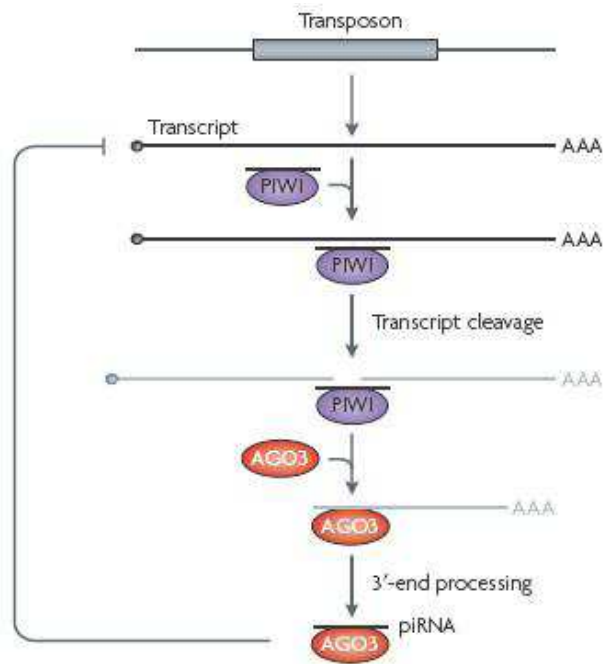 Transposon
Transcript
AAA
PIWI
AAA
PIWI
Transcript cleavage
AAA
PIWI
AGO3
AAA
AGO3
3′-end processing
piRNA
AGO3